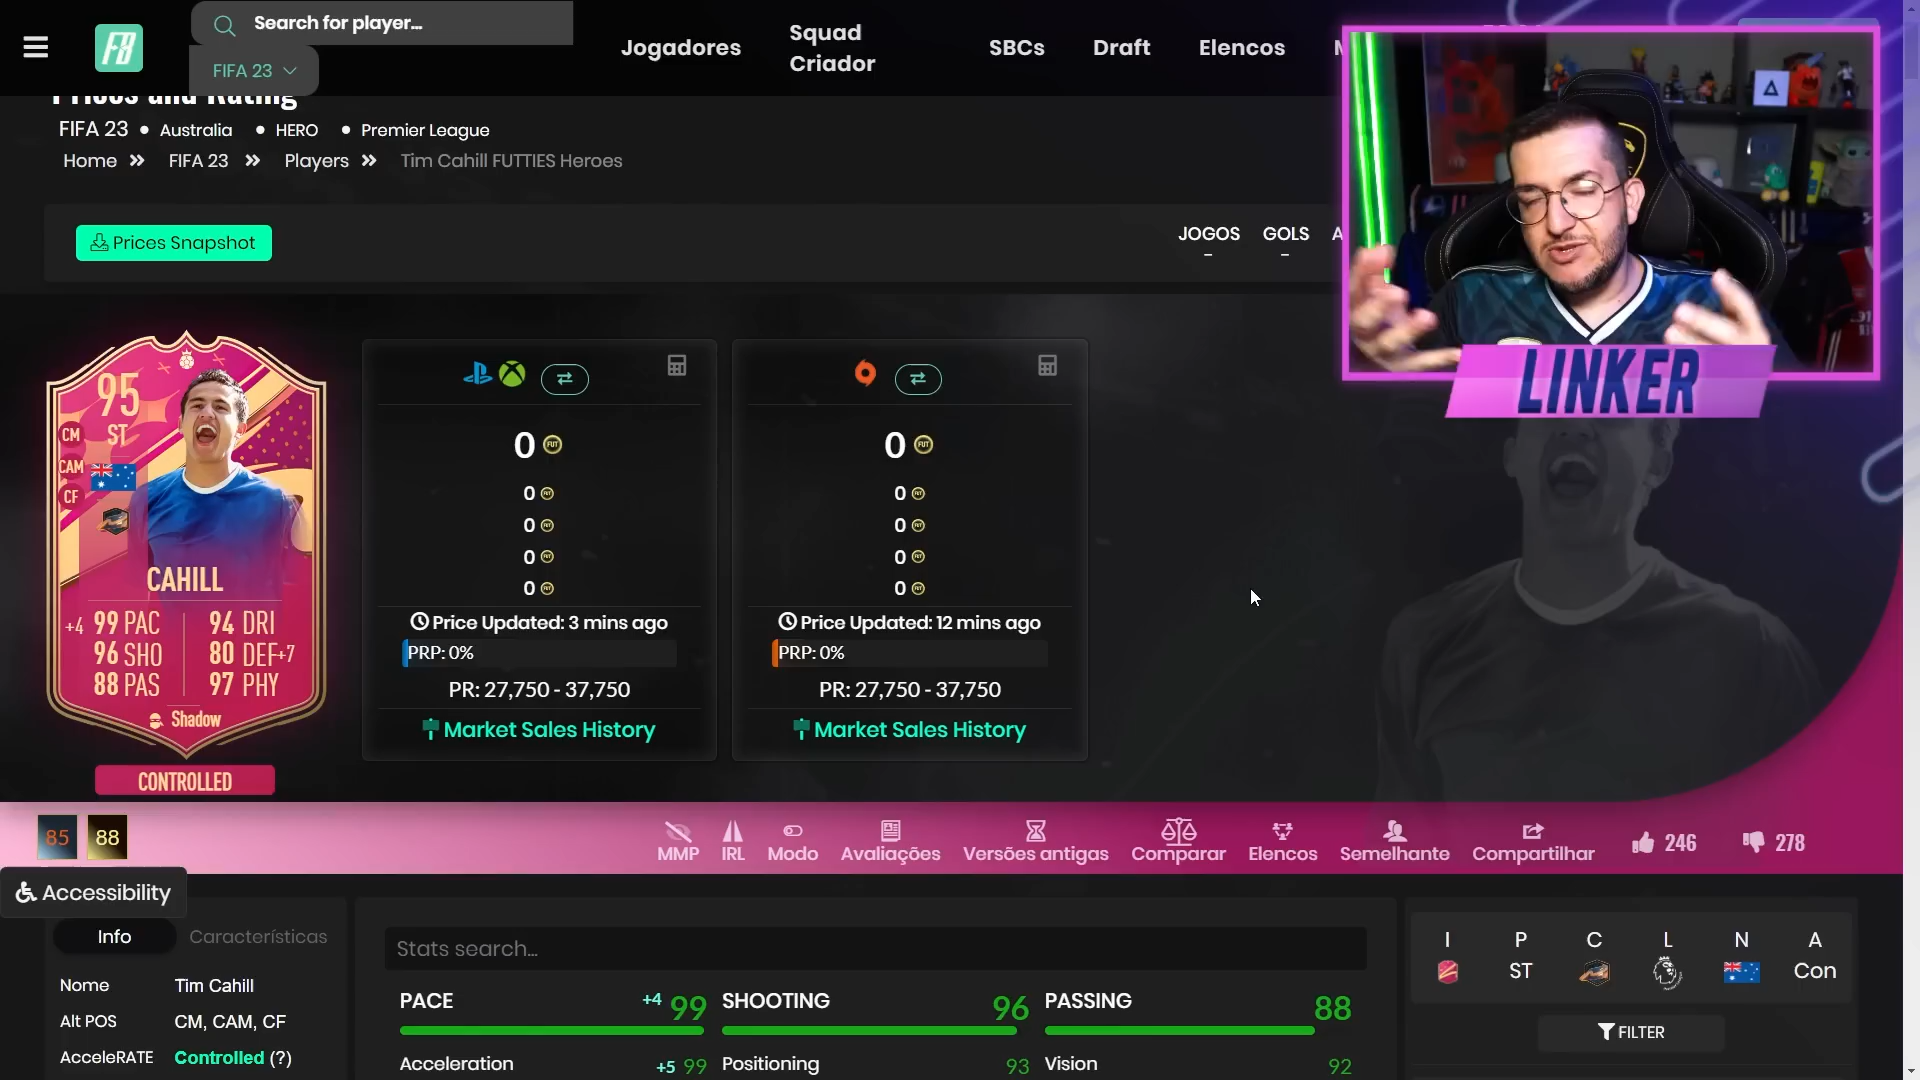 Search for player...
FIFA 23
Jogadores
Squad
Criador
SBCs
Draft
Elencos
Prices and Rating
FIFA 23 • Australia • HERO • Premier League
Home » FIFA 23 » Players » Tim Cahill FUTTIES Heroes
Prices Snapshot
JOGOS
GOLS
-
-
LINKER
95
ST
CM
CAM
CF
CAHILL
+4 99 PAC 94 DRI
96 SHO 80 DEF+7
88 PAS 97 PHY
Shadow
CONTROLLED
0
0
0
0
0
Price Updated: 3 mins ago
PRP: 0%
PR: 27,750 - 37,750
Market Sales History
0
0
0
0
0
Price Updated: 12 mins ago
PRP: 0%
PR: 27,750 - 37,750
Market Sales History
85 88
MMP
IRL
Modo
Avaliações
Versões antigas
Comparar
Elencos
Semelhante
Compartilhar
246
278
Accessibility
Info
Características
Nome Tim Cahill
Alt POS CM, CAM, CF
AcceleRATE Controlled (?)
Stats search...
PACE +4 99
Acceleration +5 99
SHOOTING 96
Positioning 93
PASSING 88
Vision 92
I P C L N A
ST Con
FILTER